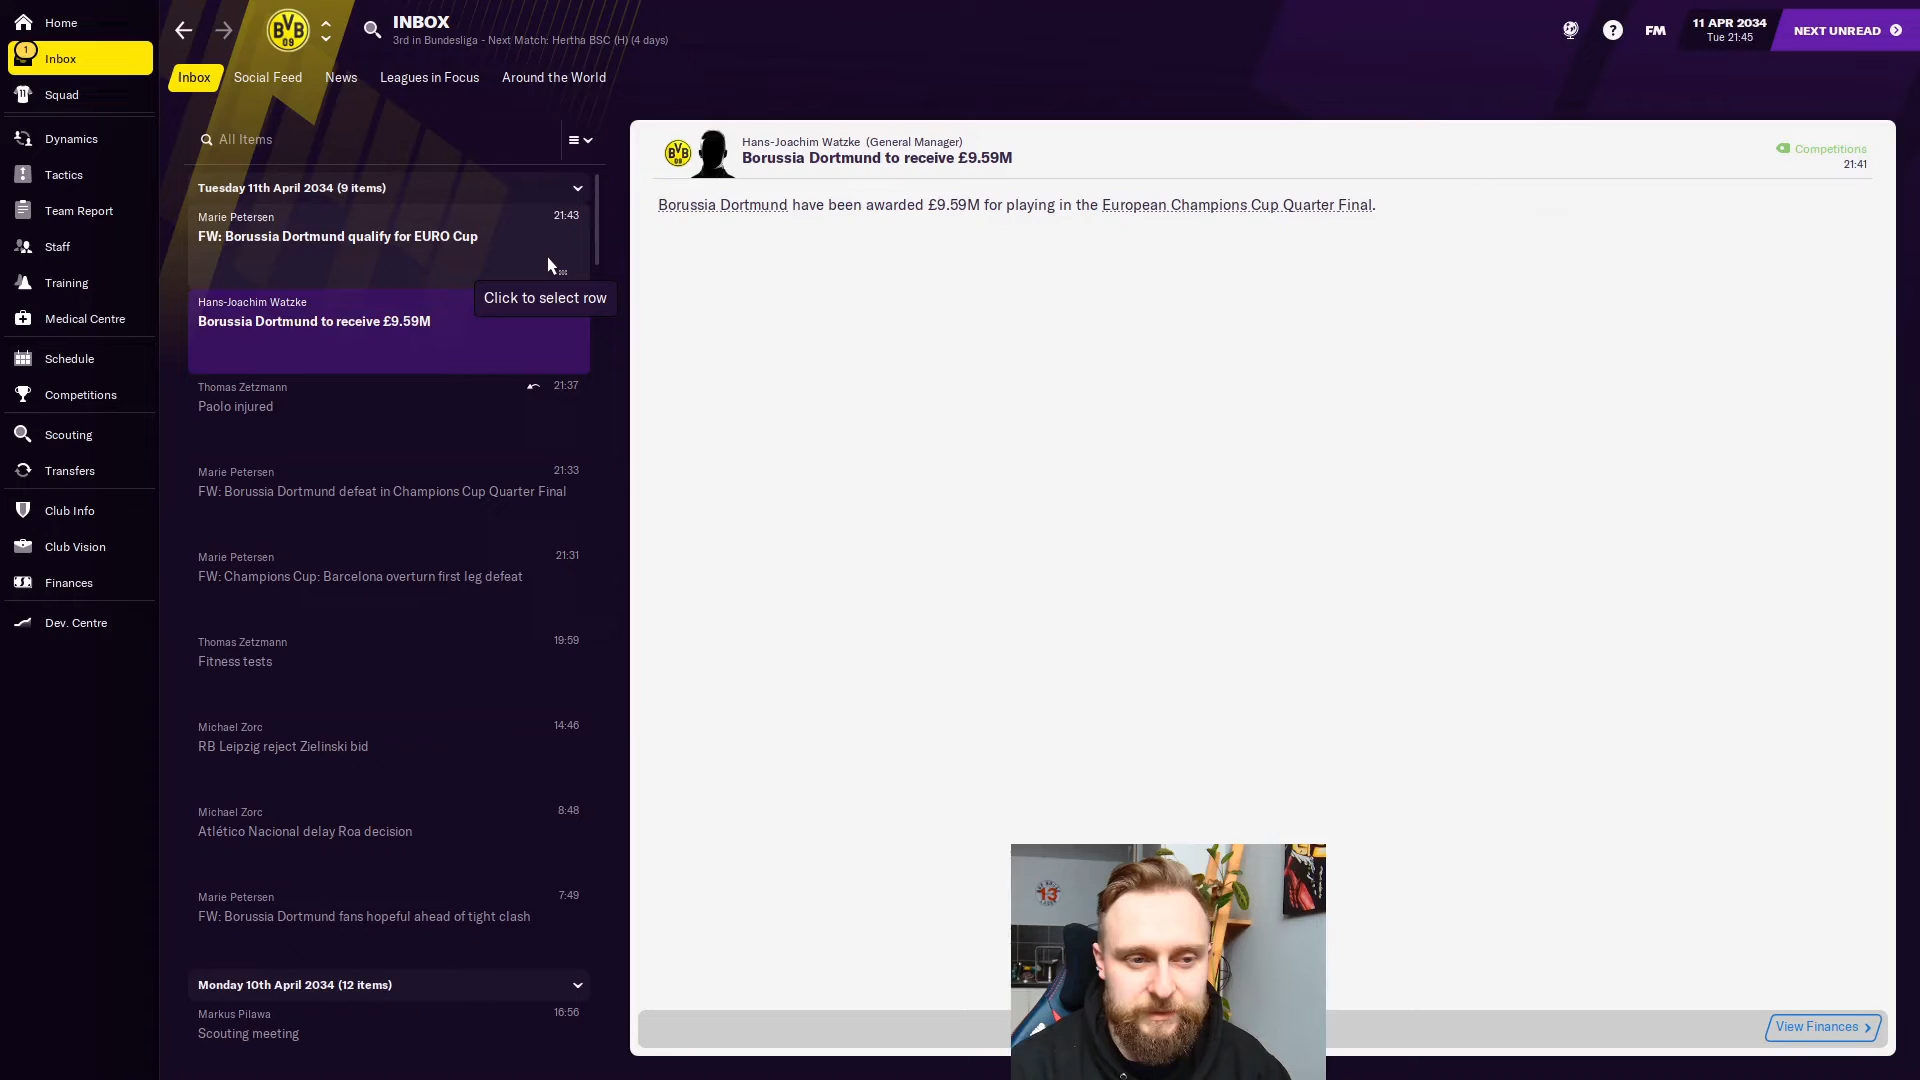 Home
1
Inbox
Squad
Dynamics
Tactics
Team Report
Staff
Training
Medical Centre
Schedule
Competitions
Scouting
Transfers
Club Info
Club Vision
Finances
Dev. Centre
BVB
09
INBOX
3rd in Bundesliga - Next Match: Hertha BSC (H) (4 days)
FM
11 APR 2034
Tue 21:45
NEXT UNREAD
Inbox
Social Feed
News
Leagues in Focus
Around the World
All Items
Tuesday 11th April 2034 (9 items)
Marie Petersen
21:43
FW: Borussia Dortmund qualify for EURO Cup
Click to select row
Hans-Joachim Watzke
Borussia Dortmund to receive £9.59M
Thomas Zetzmann
21:37
Paolo injured
Marie Petersen
21:33
FW: Borussia Dortmund defeat in Champions Cup Quarter Final
Marie Petersen
21:31
FW: Champions Cup: Barcelona overturn first leg defeat
Thomas Zetzmann
19:59
Fitness tests
Michael Zorc
14:46
RB Leipzig reject Zielinski bid
Michael Zorc
8:48
Atlético Nacional delay Roa decision
Marie Petersen
7:49
FW: Borussia Dortmund fans hopeful ahead of tight clash
Monday 10th April 2034 (12 items)
Markus Pilawa
16:56
Scouting meeting
BVB
09
Hans-Joachim Watzke (General Manager)
Borussia Dortmund to receive £9.59M
Competitions
21:41
Borussia Dortmund have been awarded £9.59M for playing in the European Champions Cup Quarter Final.
13
View Finances